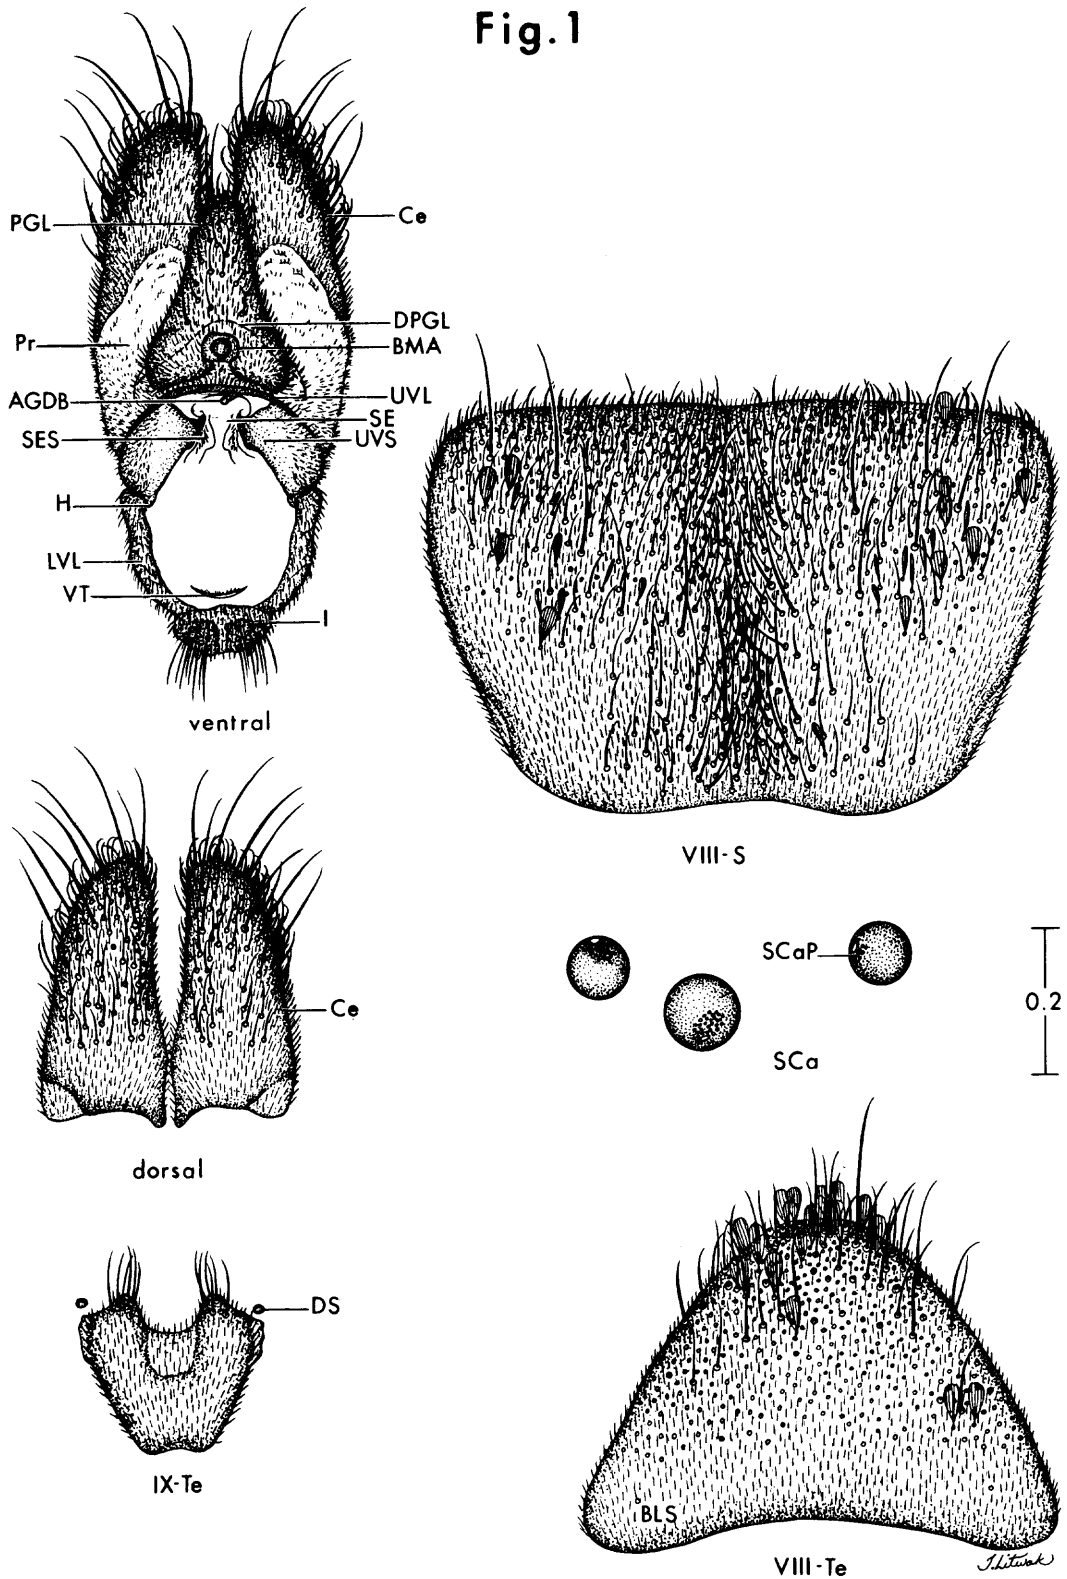 Fig. 1
PGL
Ce
DPGL
Pr
BMA
AGDB
UVL
SE
SES
UVS
H
LVL
VT
I
ventral
VIII-S
SCaP
0.2
Ce
SCa
dorsal
DS
IX-Te
BLS
VIII-Te
T. Litwak